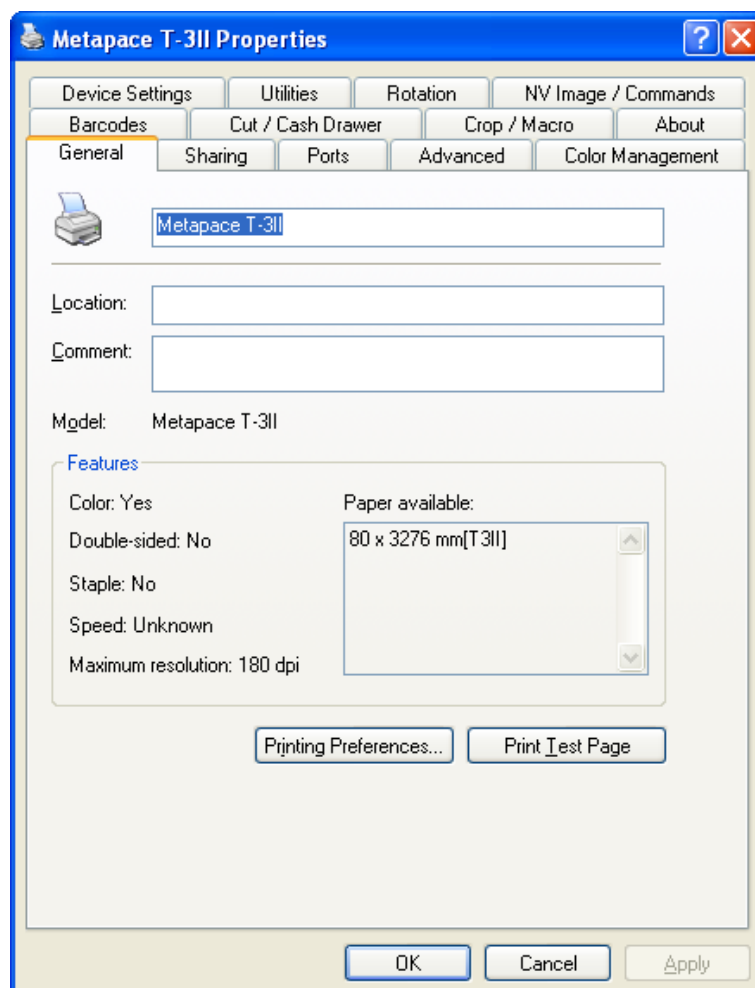 Metapace T-3II Properties
?
Device Settings Utilities Rotation NV Image / Commands
Barcodes Cut / Cash Drawer Crop / Macro About
General Sharing Ports Advanced Color Management
Metapace T-3II
Location:
Comment:
Model: Metapace T-3II
Features
Color: Yes Paper available:
Double-sided: No 80 x 3276 mm[T3II]
Staple: No
Speed: Unknown
Maximum resolution: 180 dpi
Printing Preferences... Print Test Page
OK Cancel Apply